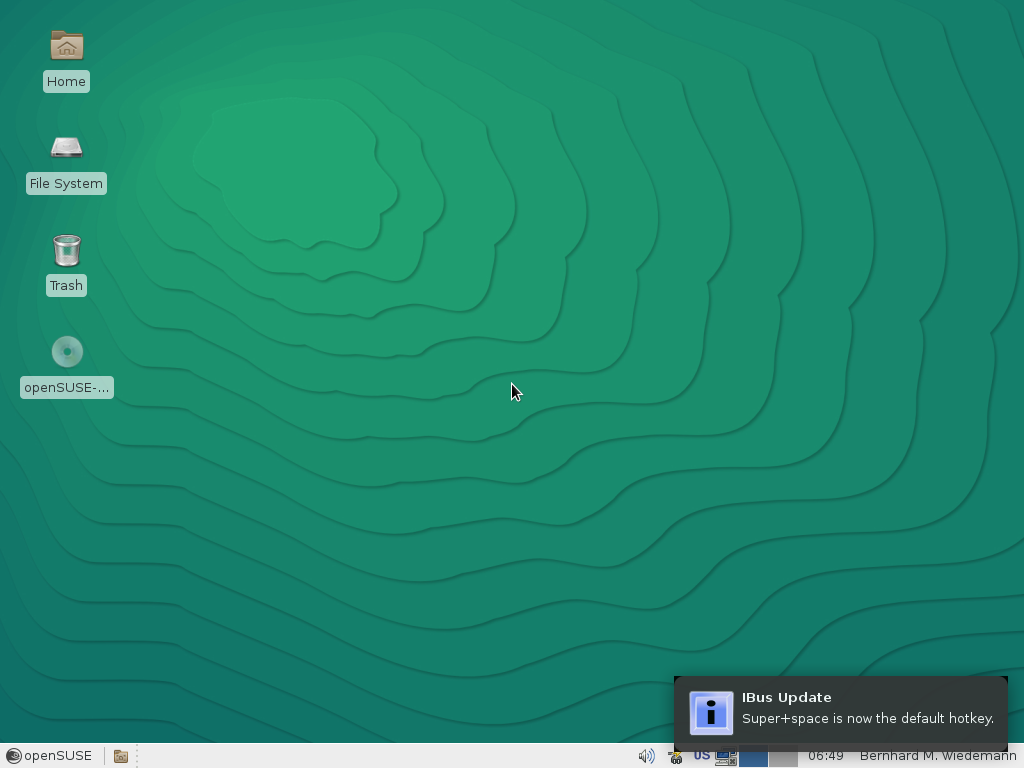 Home
File System
Trash
openSUSE-...
IBus Update
Super+space is now the default hotkey.
openSUSE
US
06:49
Bernhard M. Wiedemann